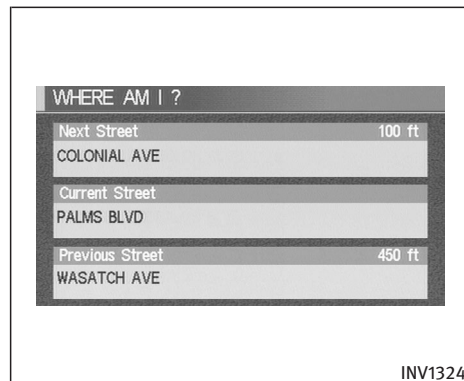 WHERE AM I ?
Next Street 100 ft
COLONIAL AVE
Current Street
PALMS BLVD
Previous Street 450 ft
WASATCH AVE
INV1324